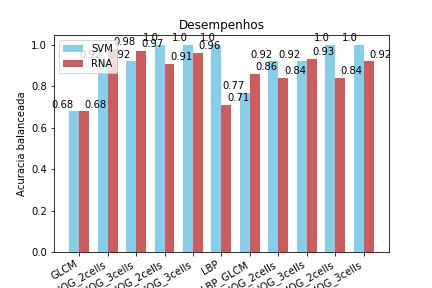 Desempenhos
SVM
RNA
Acuracia balanceada
1.0
0.8
0.6
0.4
0.2
0.0
0.68 0.68
0.92 0.98
0.92 0.97
1.0 0.91
1.0 0.96
1.0 0.71
0.77 0.86
0.92 0.84
0.92 0.93
1.0 0.84
1.0 0.92
GLCM
LBP
LBP_GLCM